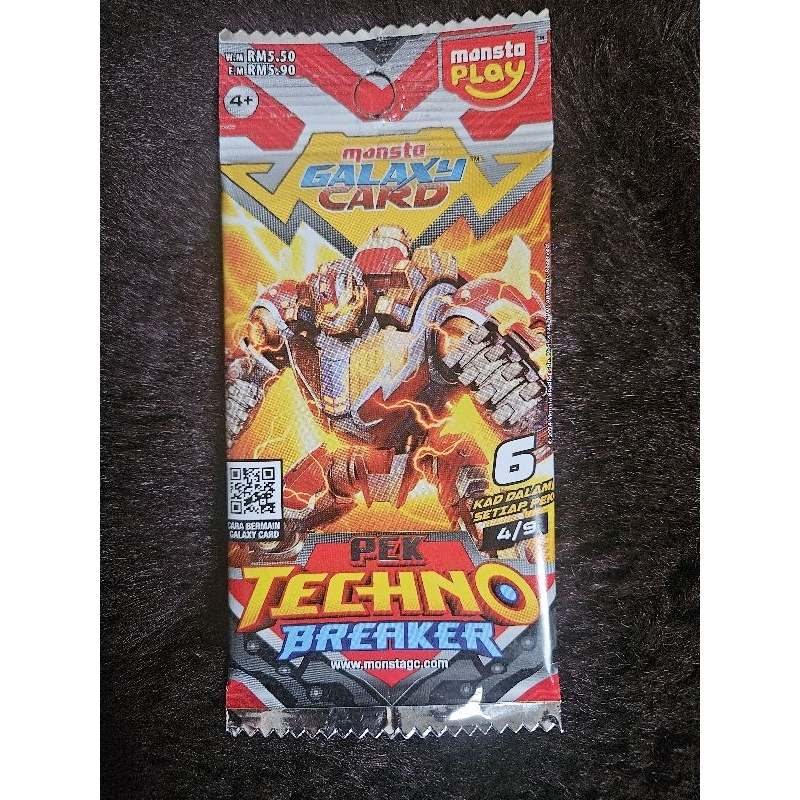 W.M RM5.50
E.M RM5.90
4+
monsta
PLAY
monsta
GALAXY™
CARD
6
KAD DALAM
SETIAP PEK
4/9
CARA BERMAIN
GALAXY CARD
PEK
TECHNO
BREAKER
www.monstagc.com